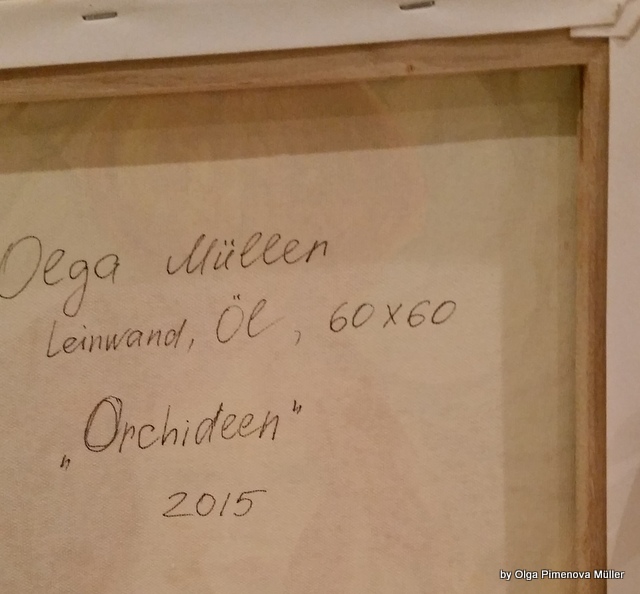 Olga Müller
Leinwand, Öl, 60x60
„Orchideen"
2015
by Olga Pimenova Müller